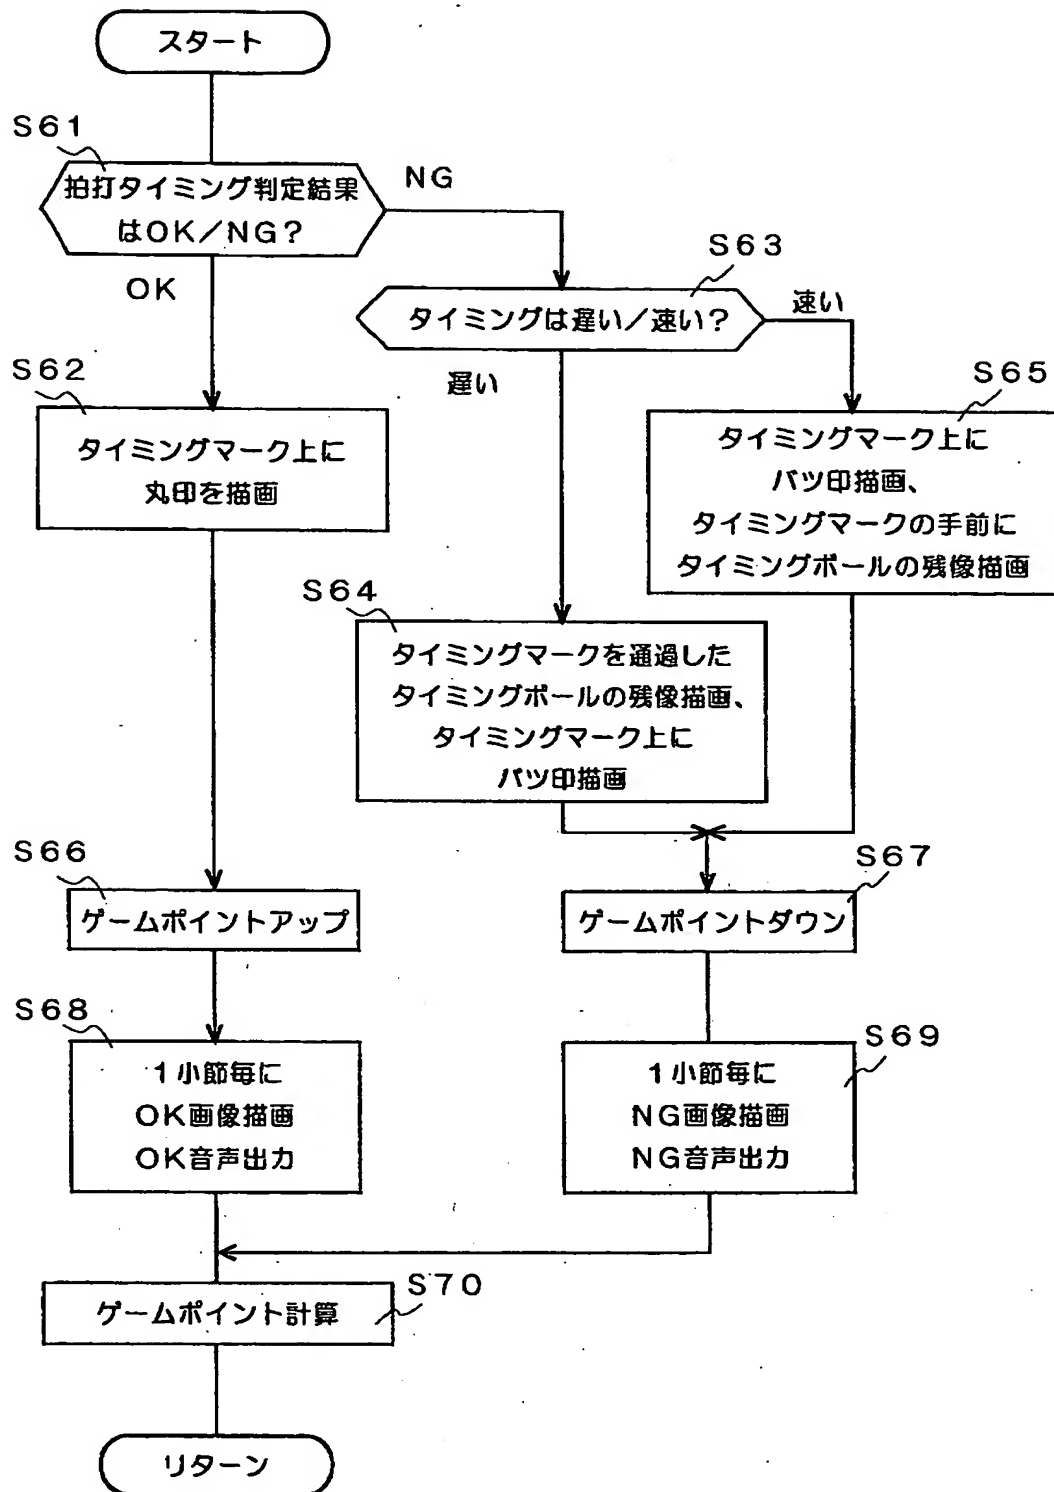 スタート
S61
拍打タイミング判定結果
はOK/NG?
NG
OK
S63
タイミングは遅い/速い?
速い
遅い
S62
タイミングマーク上に
丸印を描画
S65
タイミングマーク上に
バツ印描画、
タイミングマークの手前に
タイミングボールの残像描画
S64
タイミングマークを通過した
タイミングボールの残像描画、
タイミングマーク上に
バツ印描画
S66
ゲームポイントアップ
S67
ゲームポイントダウン
S68
1小節毎に
OK画像描画
OK音声出力
S69
1小節毎に
NG画像描画
NG音声出力
S70
ゲームポイント計算
リターン